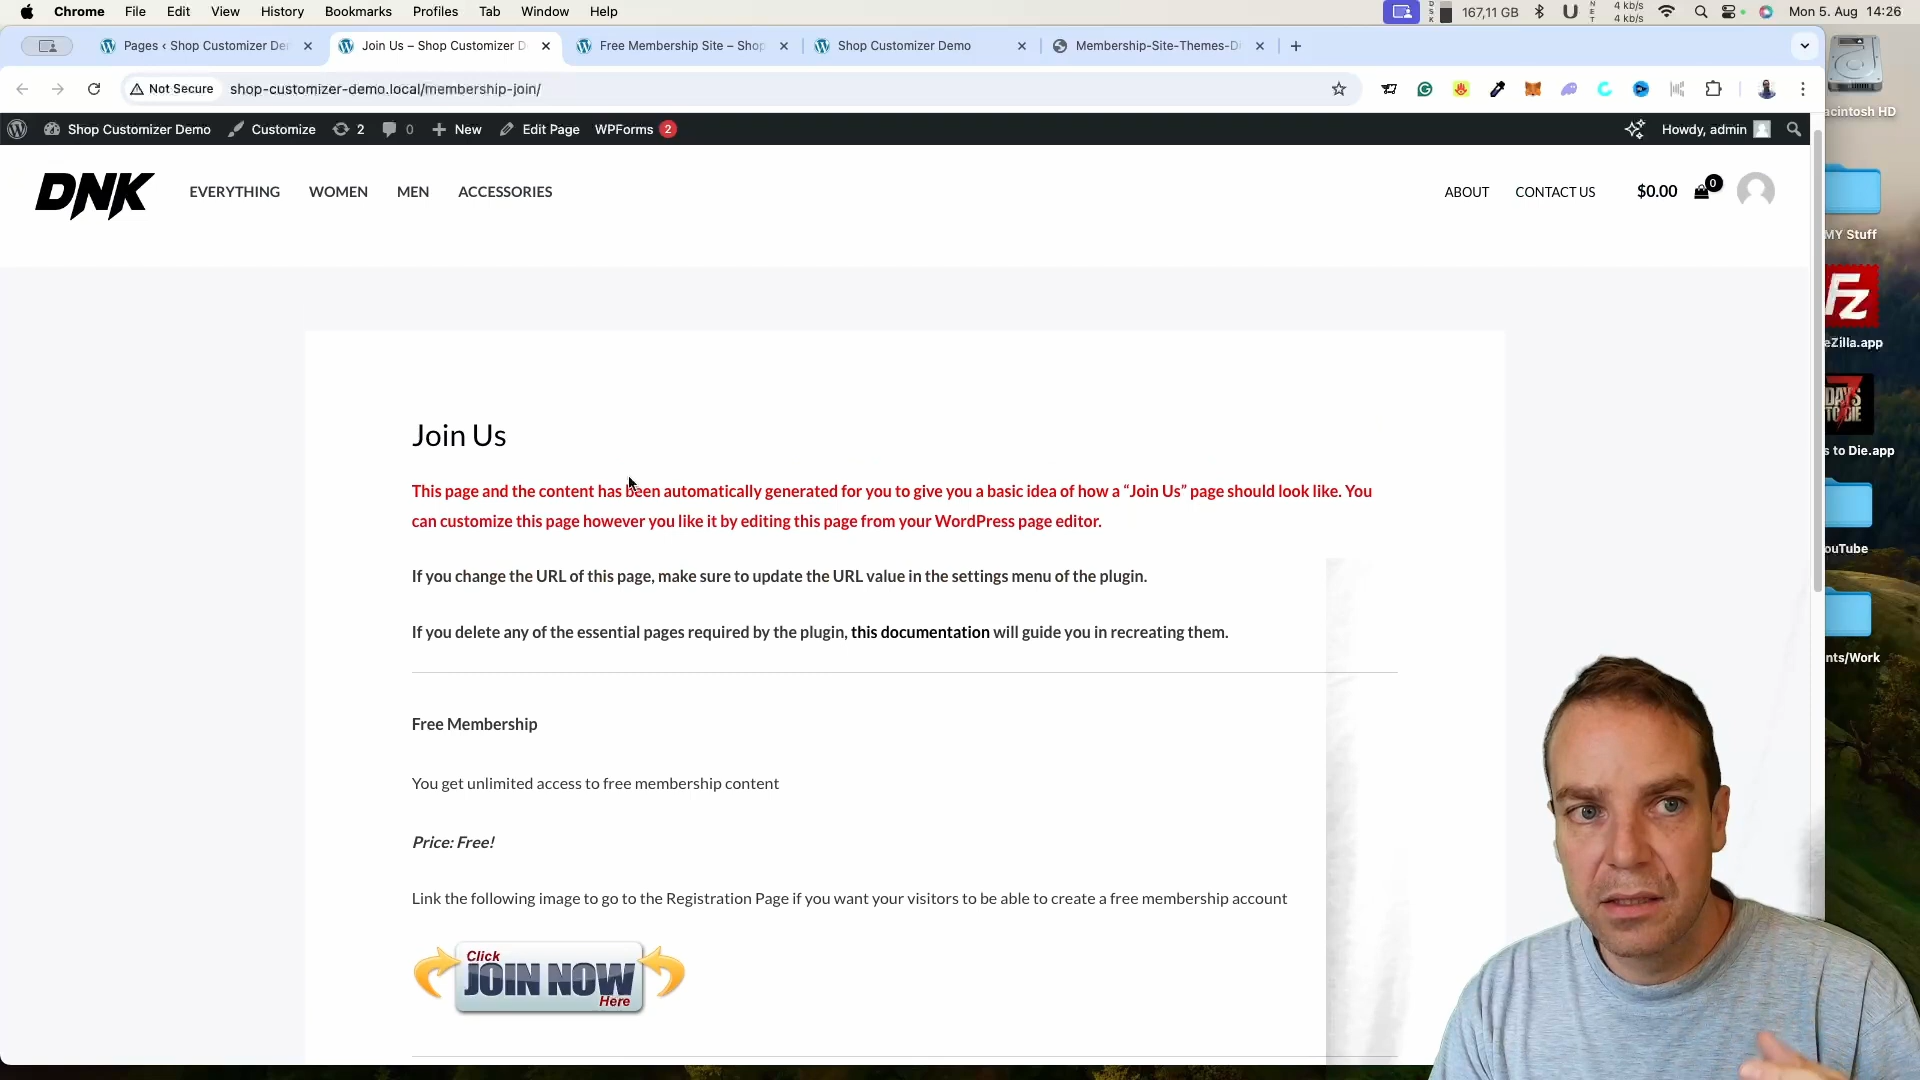 Chrome File Edit View History Bookmarks Profiles Tab Window Help
167,11 GB
4 kb/s
4 kb/s
Mon 5. Aug 14:26
Pages ‹ Shop Customizer De
Join Us – Shop Customizer D
Free Membership Site – Shop
Shop Customizer Demo
Membership-Site-Themes-D
Not Secure
shop-customizer-demo.local/membership-join/
Shop Customizer Demo Customize 2 0 New Edit Page WPForms 2
Howdy, admin
DNK
EVERYTHING WOMEN MEN ACCESSORIES
ABOUT CONTACT US $0.00 0
Join Us
This page and the content has been automatically generated for you to give you a basic idea of how a “Join Us” page should look like. You
can customize this page however you like it by editing this page from your WordPress page editor.
If you change the URL of this page, make sure to update the URL value in the settings menu of the plugin.
If you delete any of the essential pages required by the plugin, this documentation will guide you in recreating them.
Free Membership
You get unlimited access to free membership content
Price: Free!
Link the following image to go to the Registration Page if you want your visitors to be able to create a free membership account
Click
JOIN NOW
Here
acintosh HD
MY Stuff
Fz
eZilla.app
DAYS
TO DIE
s to Die.app
ouTube
nts/Work